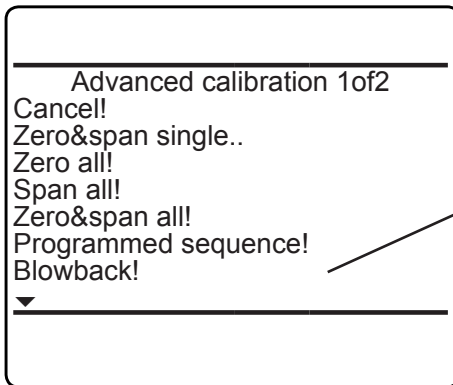 Advanced calibration 1of2
Cancel!
Zero&span single..
Zero all!
Span all!
Zero&span all!
Programmed sequence!
Blowback!